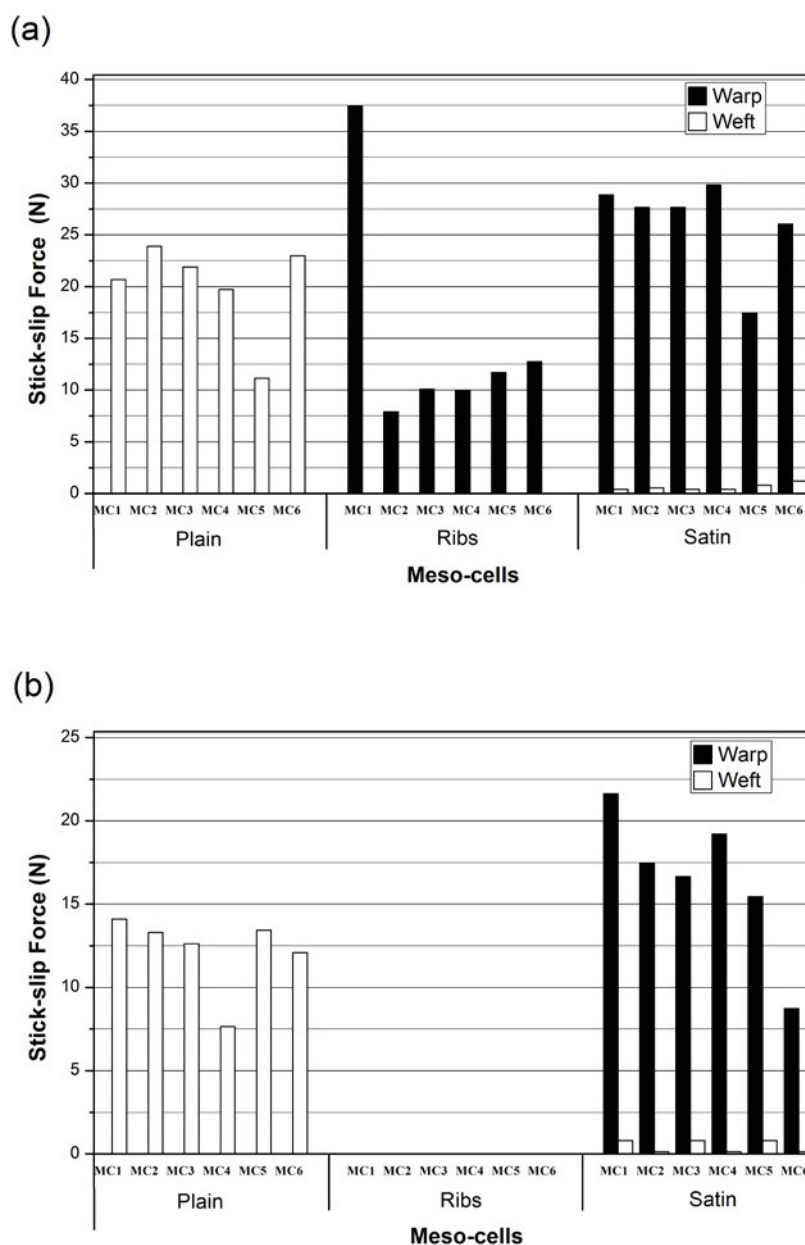 (a)
Stick-slip Force (N)
40
35
30
25
20
15
10
5
0
Warp
Weft
MC1 MC2 MC3 MC4 MC5 MC6 MC1 MC2 MC3 MC4 MC5 MC6 MC1 MC2 MC3 MC4 MC5 MC6
Plain Ribs Satin
Meso-cells
(b)
Stick-slip Force (N)
25
20
15
10
5
0
Warp
Weft
MC1 MC2 MC3 MC4 MC5 MC6 MC1 MC2 MC3 MC4 MC5 MC6 MC1 MC2 MC3 MC4 MC5 MC6
Plain Ribs Satin
Meso-cells